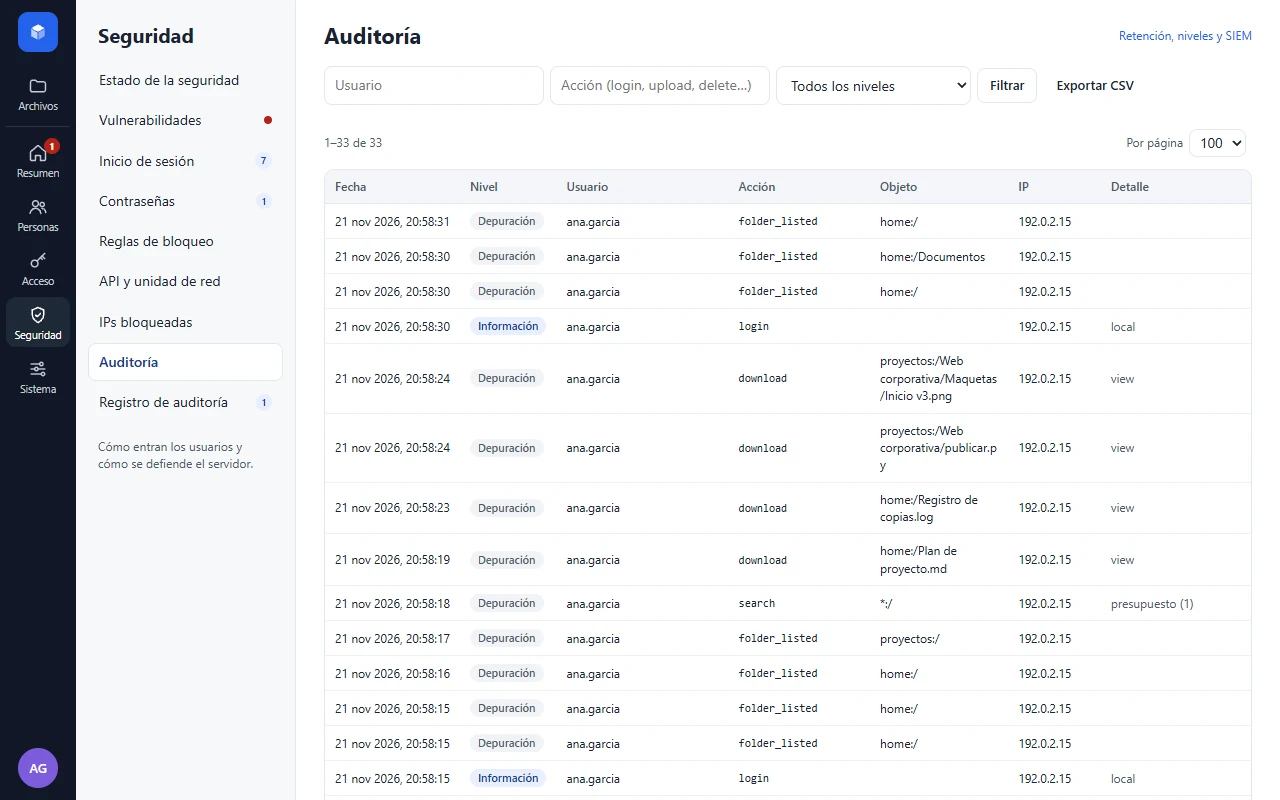 Archivos
1
Resumen
Personas
Acceso
Seguridad
Sistema
AG
Seguridad
Estado de la seguridad
Vulnerabilidades
Inicio de sesión 7
Contraseñas 1
Reglas de bloqueo
API y unidad de red
IPs bloqueadas
Auditoría
Registro de auditoría 1
Cómo entran los usuarios y
cómo se defiende el servidor.
Auditoría
Retención, niveles y SIEM
Usuario Acción (login, upload, delete...) Todos los niveles Filtrar Exportar CSV
1–33 de 33 Por página 100
Fecha Nivel Usuario Acción Objeto IP Detalle
21 nov 2026, 20:58:31 Depuración ana.garcia folder_listed home:/ 192.0.2.15
21 nov 2026, 20:58:30 Depuración ana.garcia folder_listed home:/Documentos 192.0.2.15
21 nov 2026, 20:58:30 Depuración ana.garcia folder_listed home:/ 192.0.2.15
21 nov 2026, 20:58:30 Información ana.garcia login 192.0.2.15 local
21 nov 2026, 20:58:24 Depuración ana.garcia download proyectos:/Web
corporativa/Maquetas
/Inicio v3.png 192.0.2.15 view
21 nov 2026, 20:58:24 Depuración ana.garcia download proyectos:/Web
corporativa/publicar.p
y 192.0.2.15 view
21 nov 2026, 20:58:23 Depuración ana.garcia download home:/Registro de
copias.log 192.0.2.15 view
21 nov 2026, 20:58:19 Depuración ana.garcia download home:/Plan de
proyecto.md 192.0.2.15 view
21 nov 2026, 20:58:18 Depuración ana.garcia search *:/ 192.0.2.15 presupuesto (1)
21 nov 2026, 20:58:17 Depuración ana.garcia folder_listed proyectos:/ 192.0.2.15
21 nov 2026, 20:58:16 Depuración ana.garcia folder_listed home:/ 192.0.2.15
21 nov 2026, 20:58:15 Depuración ana.garcia folder_listed home:/ 192.0.2.15
21 nov 2026, 20:58:15 Depuración ana.garcia folder_listed home:/ 192.0.2.15
21 nov 2026, 20:58:15 Información ana.garcia login 192.0.2.15 local